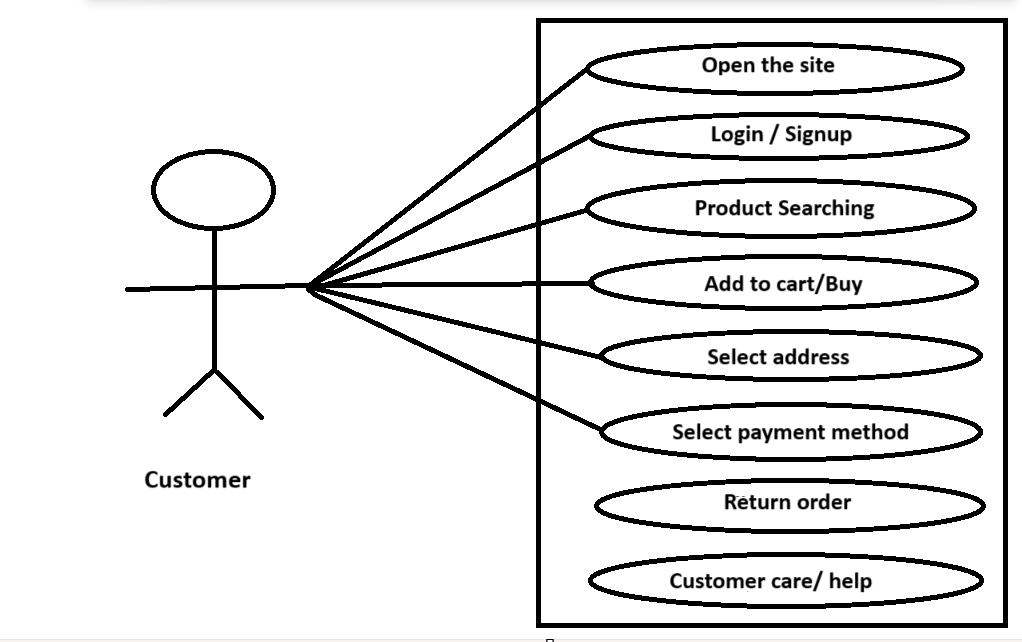 Open the site
Login / Signup
Product Searching
Add to cart/Buy
Select address
Select payment method
Customer
Return order
Customer care/ help